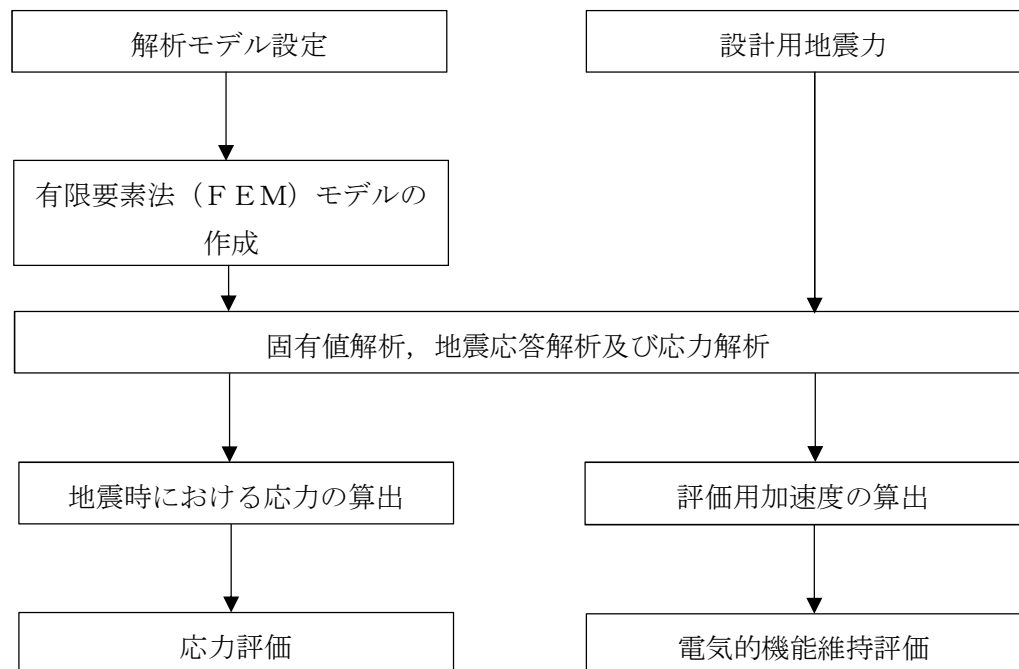 解析モデル設定
設計用地震力
有限要素法（ＦＥＭ）モデルの
作成
固有値解析，地震応答解析及び応力解析
地震時における応力の算出
評価用加速度の算出
応力評価
電気的機能維持評価